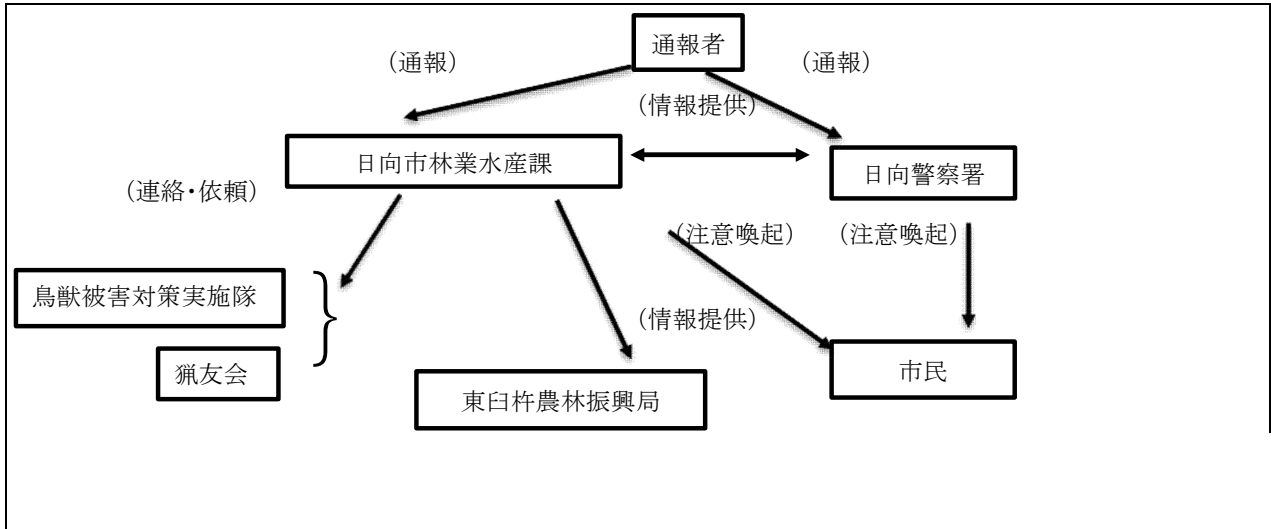 通報者
（通報）
（通報）
（情報提供）
日向市林業水産課
日向警察署
（連絡・依頼）
（注意喚起）
（注意喚起）
鳥獣被害対策実施隊
（情報提供）
猟友会
市民
東臼杵農林振興局